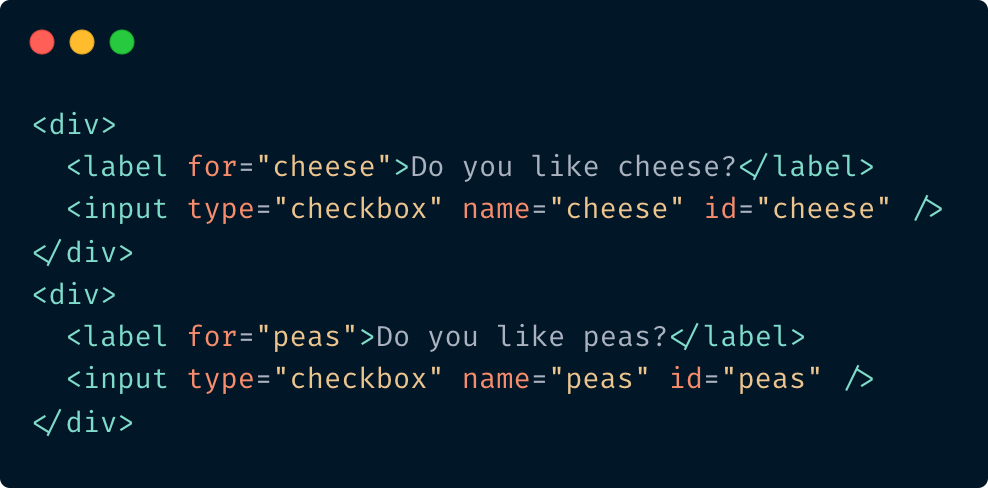 <div>
  <label for="cheese">Do you like cheese?</label>
  <input type="checkbox" name="cheese" id="cheese" />
</div>
<div>
  <label for="peas">Do you like peas?</label>
  <input type="checkbox" name="peas" id="peas" />
</div>